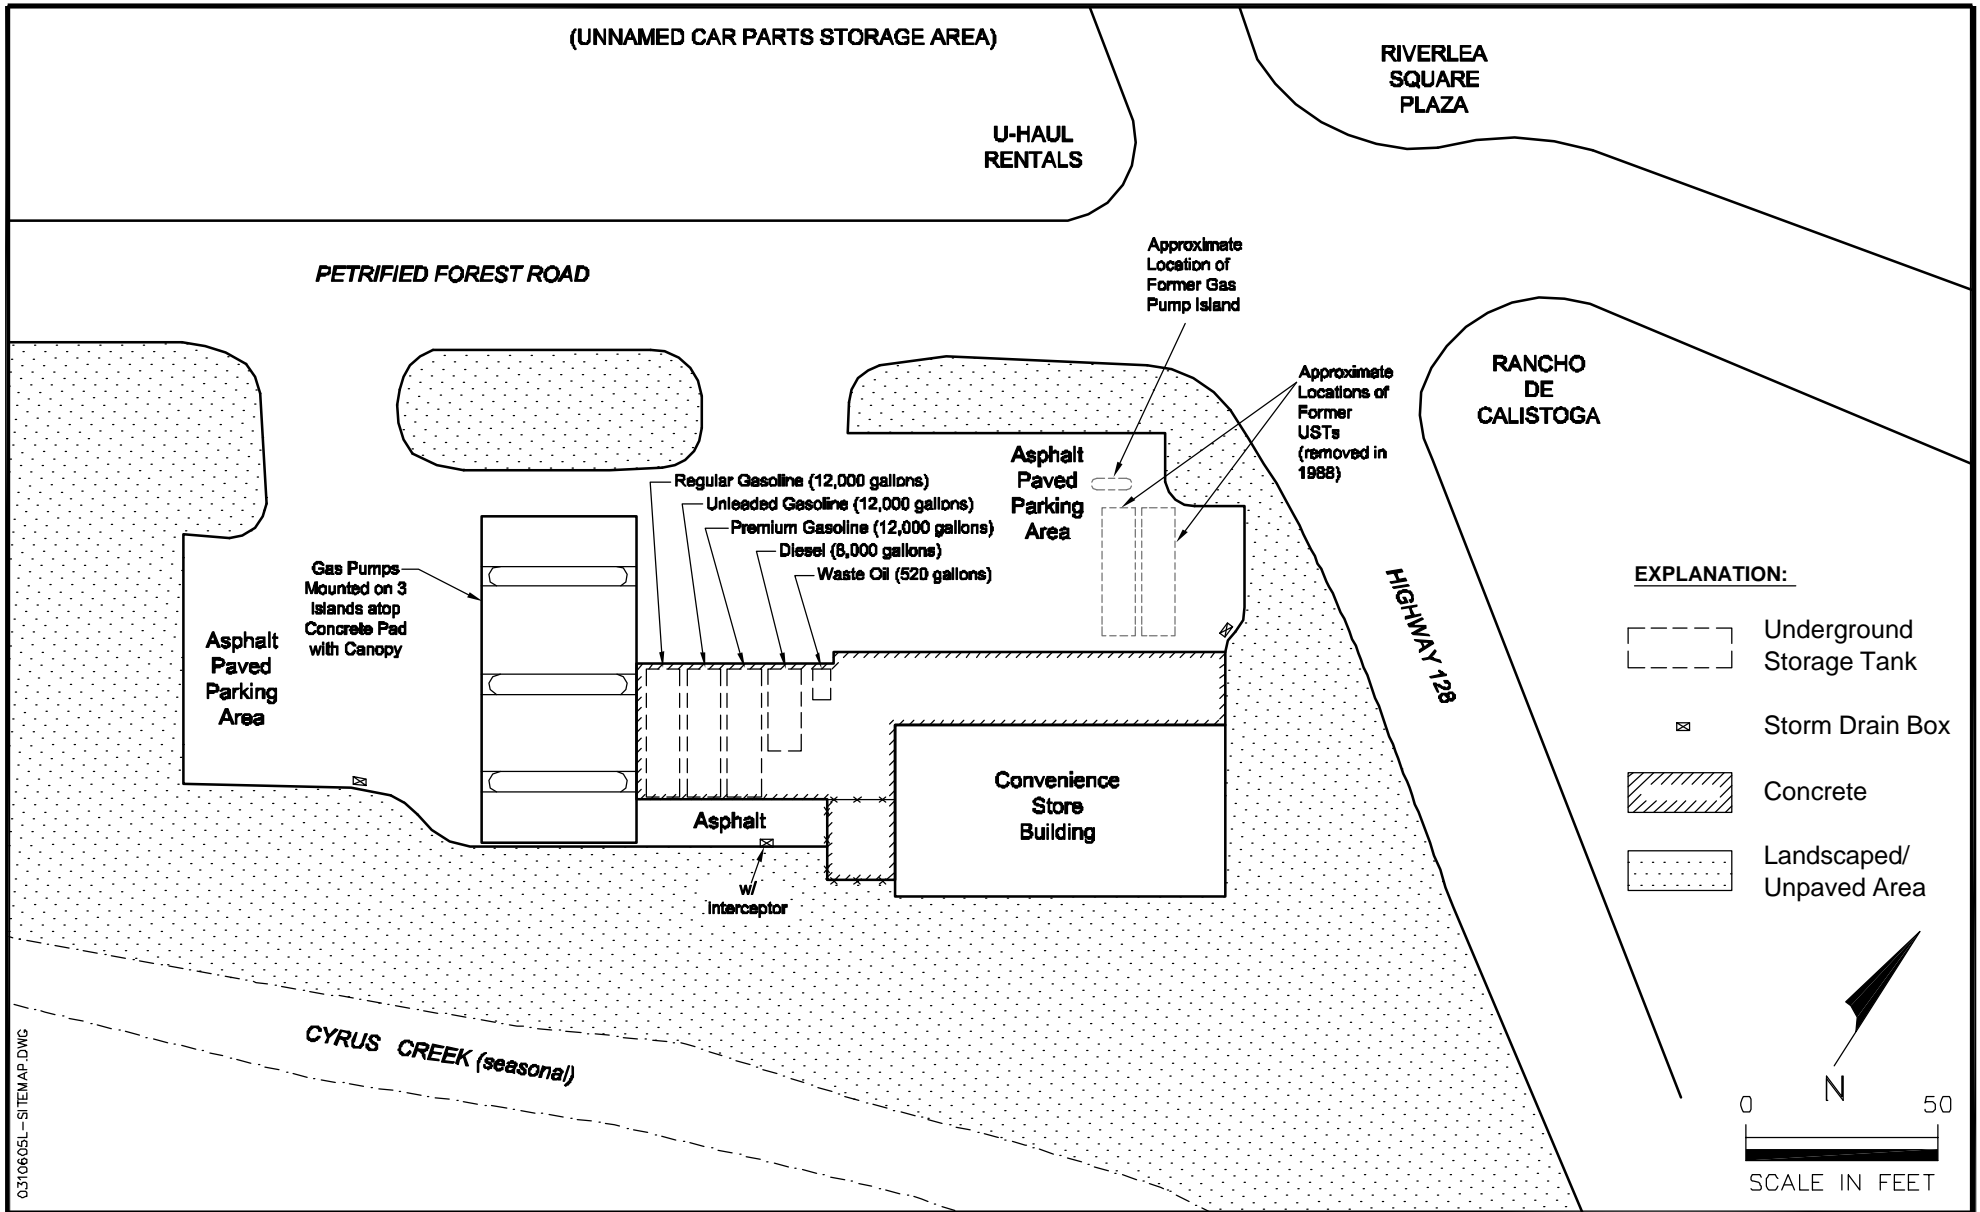 (UNNAMED CAR PARTS STORAGE AREA)
RIVERLEA
SQUARE
PLAZA
U-HAUL
RENTALS
PETRIFIED FOREST ROAD
Approximate
Location of
Former Gas
Pump Island
Approximate
Locations of
Former
USTs
(removed in
1988)
RANCHO
DE
CALISTOGA
Asphalt
Paved
Parking
Area
Regular Gasoline (12,000 gallons)
Unleaded Gasoline (12,000 gallons)
Premium Gasoline (12,000 gallons)
Diesel (8,000 gallons)
Waste Oil (520 gallons)
Gas Pumps
Mounted on 3
Islands atop
Concrete Pad
with Canopy
Asphalt
Paved
Parking
Area
HIGHWAY 128
EXPLANATION:
Underground
Storage Tank
Storm Drain Box
Concrete
Landscaped/
Unpaved Area
Convenience
Store
Building
Asphalt
w/
Interceptor
CYRUS CREEK (seasonal)
N
0 50
SCALE IN FEET
0310605L-SITEMAP.DWG